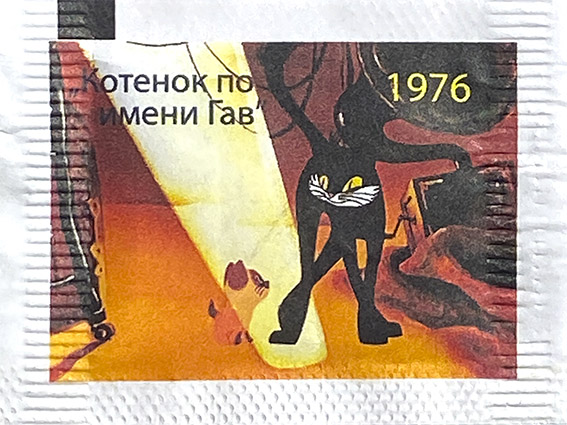 „Котенок по
имени Гав"
1976